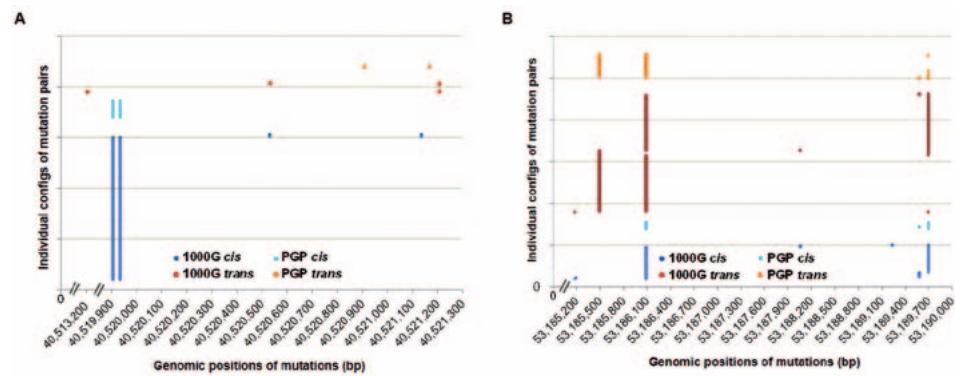 A
Individual configs of mutation pairs
1000G cis
PGP cis
1000G trans
PGP trans
0
0
40,513,200
40,519,900
40,520,000
40,520,100
40,520,200
40,520,300
40,520,400
40,520,500
40,520,600
40,520,700
40,520,800
40,520,900
40,521,000
40,521,100
40,521,200
40,521,300
Genomic positions of mutations (bp)
B
Individual configs of mutation pairs
1000G cis
PGP cis
1000G trans
PGP trans
0
0
53,165,200
53,185,500
53,185,800
53,186,100
53,186,400
53,186,700
53,187,000
53,187,300
53,187,600
53,187,900
53,188,200
53,188,500
53,188,800
53,189,100
53,189,400
53,189,700
53,190,000
Genomic positions of mutations (bp)